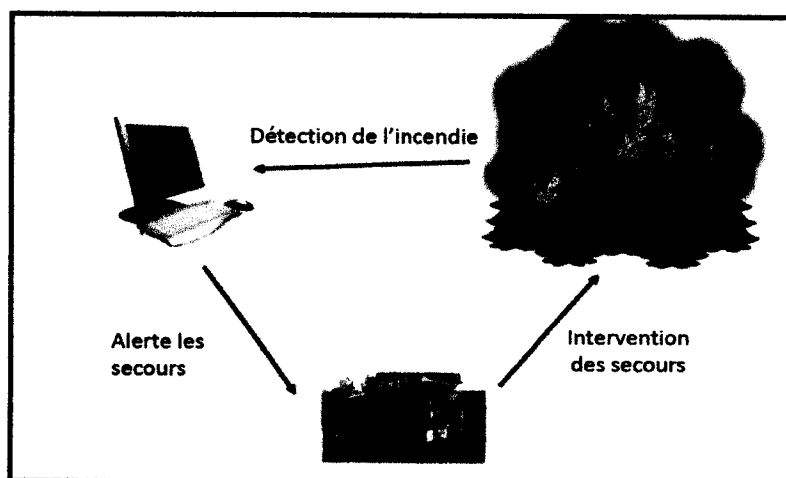 Détection de l'incendie
Alerte les
secours
Intervention
des secours